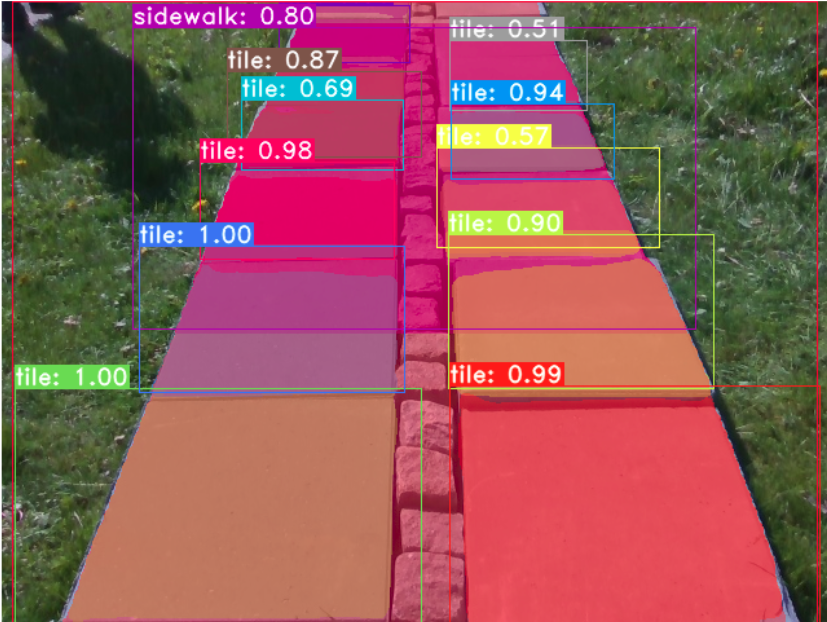 sidewalk: 0.80
tile: 0.51
tile: 0.87
tile: 0.69
tile: 0.94
tile: 0.57
tile: 0.98
tile: 0.90
tile: 1.00
tile: 1.00
tile: 0.99